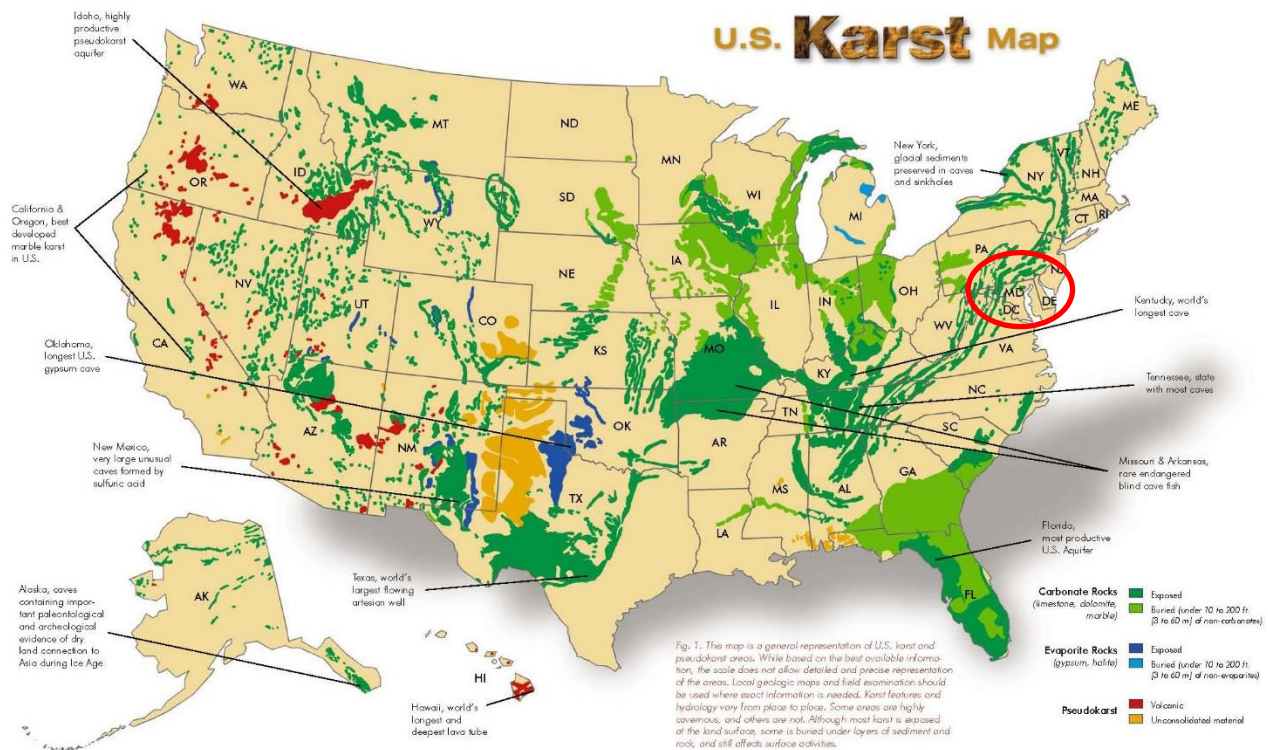 U.S. Karst Map
Idaho, highly
productive
pseudokarst
aquifer
California &
Oregon, best
developed
marble karst
in U.S.
Oklahoma,
longest U.S.
gypsum cave
New Mexico,
very large unusual
caves formed by
sulfuric acid
Alaska, caves
containing impor-
tant paleontological
and archeological
evidence of dry
land connection to
Asia during Ice Age
Texas, world's
largest flowing
artesian well
Hawaii, world's
longest and
deepest lava tube
New York,
glacial sediments
preserved in caves
and sinkholes
Kentucky, world's
longest cave
Tennessee, state
with most caves
Missouri & Arkansas,
rare endangered
blind cave fish
Florida,
most productive
U.S. Aquifer
WA
MT
ND
MN
ME
OR
ID
SD
WI
MI
NY
VT
NH
MA
CT
RI
WY
NE
IA
PA
NJ
NV
UT
CO
KS
MO
IL
IN
OH
MD
DE
DC
WV
VA
CA
KY
NC
TN
SC
AZ
NM
OK
AR
TX
LA
MS
AL
GA
FL
AK
HI
Carbonate Rocks
(limestone, dolomite,
marble)
Exposed
Buried (under 10 to 200 ft.
[3 to 60 m] of non-carbonates)
Evaporite Rocks
(gypsum, halite)
Exposed
Buried (under 10 to 200 ft.
[3 to 60 m] of non-evaporites)
Pseudokarst
Volcanic
Unconsolidated material
Fig. 1. This map is a general representation of U.S. karst and
pseudokarst areas. While based on the best available informa-
tion, the scale does not allow detailed and precise representation
of the areas. Local geologic maps and field examination should
be used where exact information is needed. Karst features and
hydrology vary from place to place. Some areas are highly
cavernous, and others are not. Although most karst is exposed
at the land surface, some is buried under layers of sediment and
rock, and still affects surface activities.